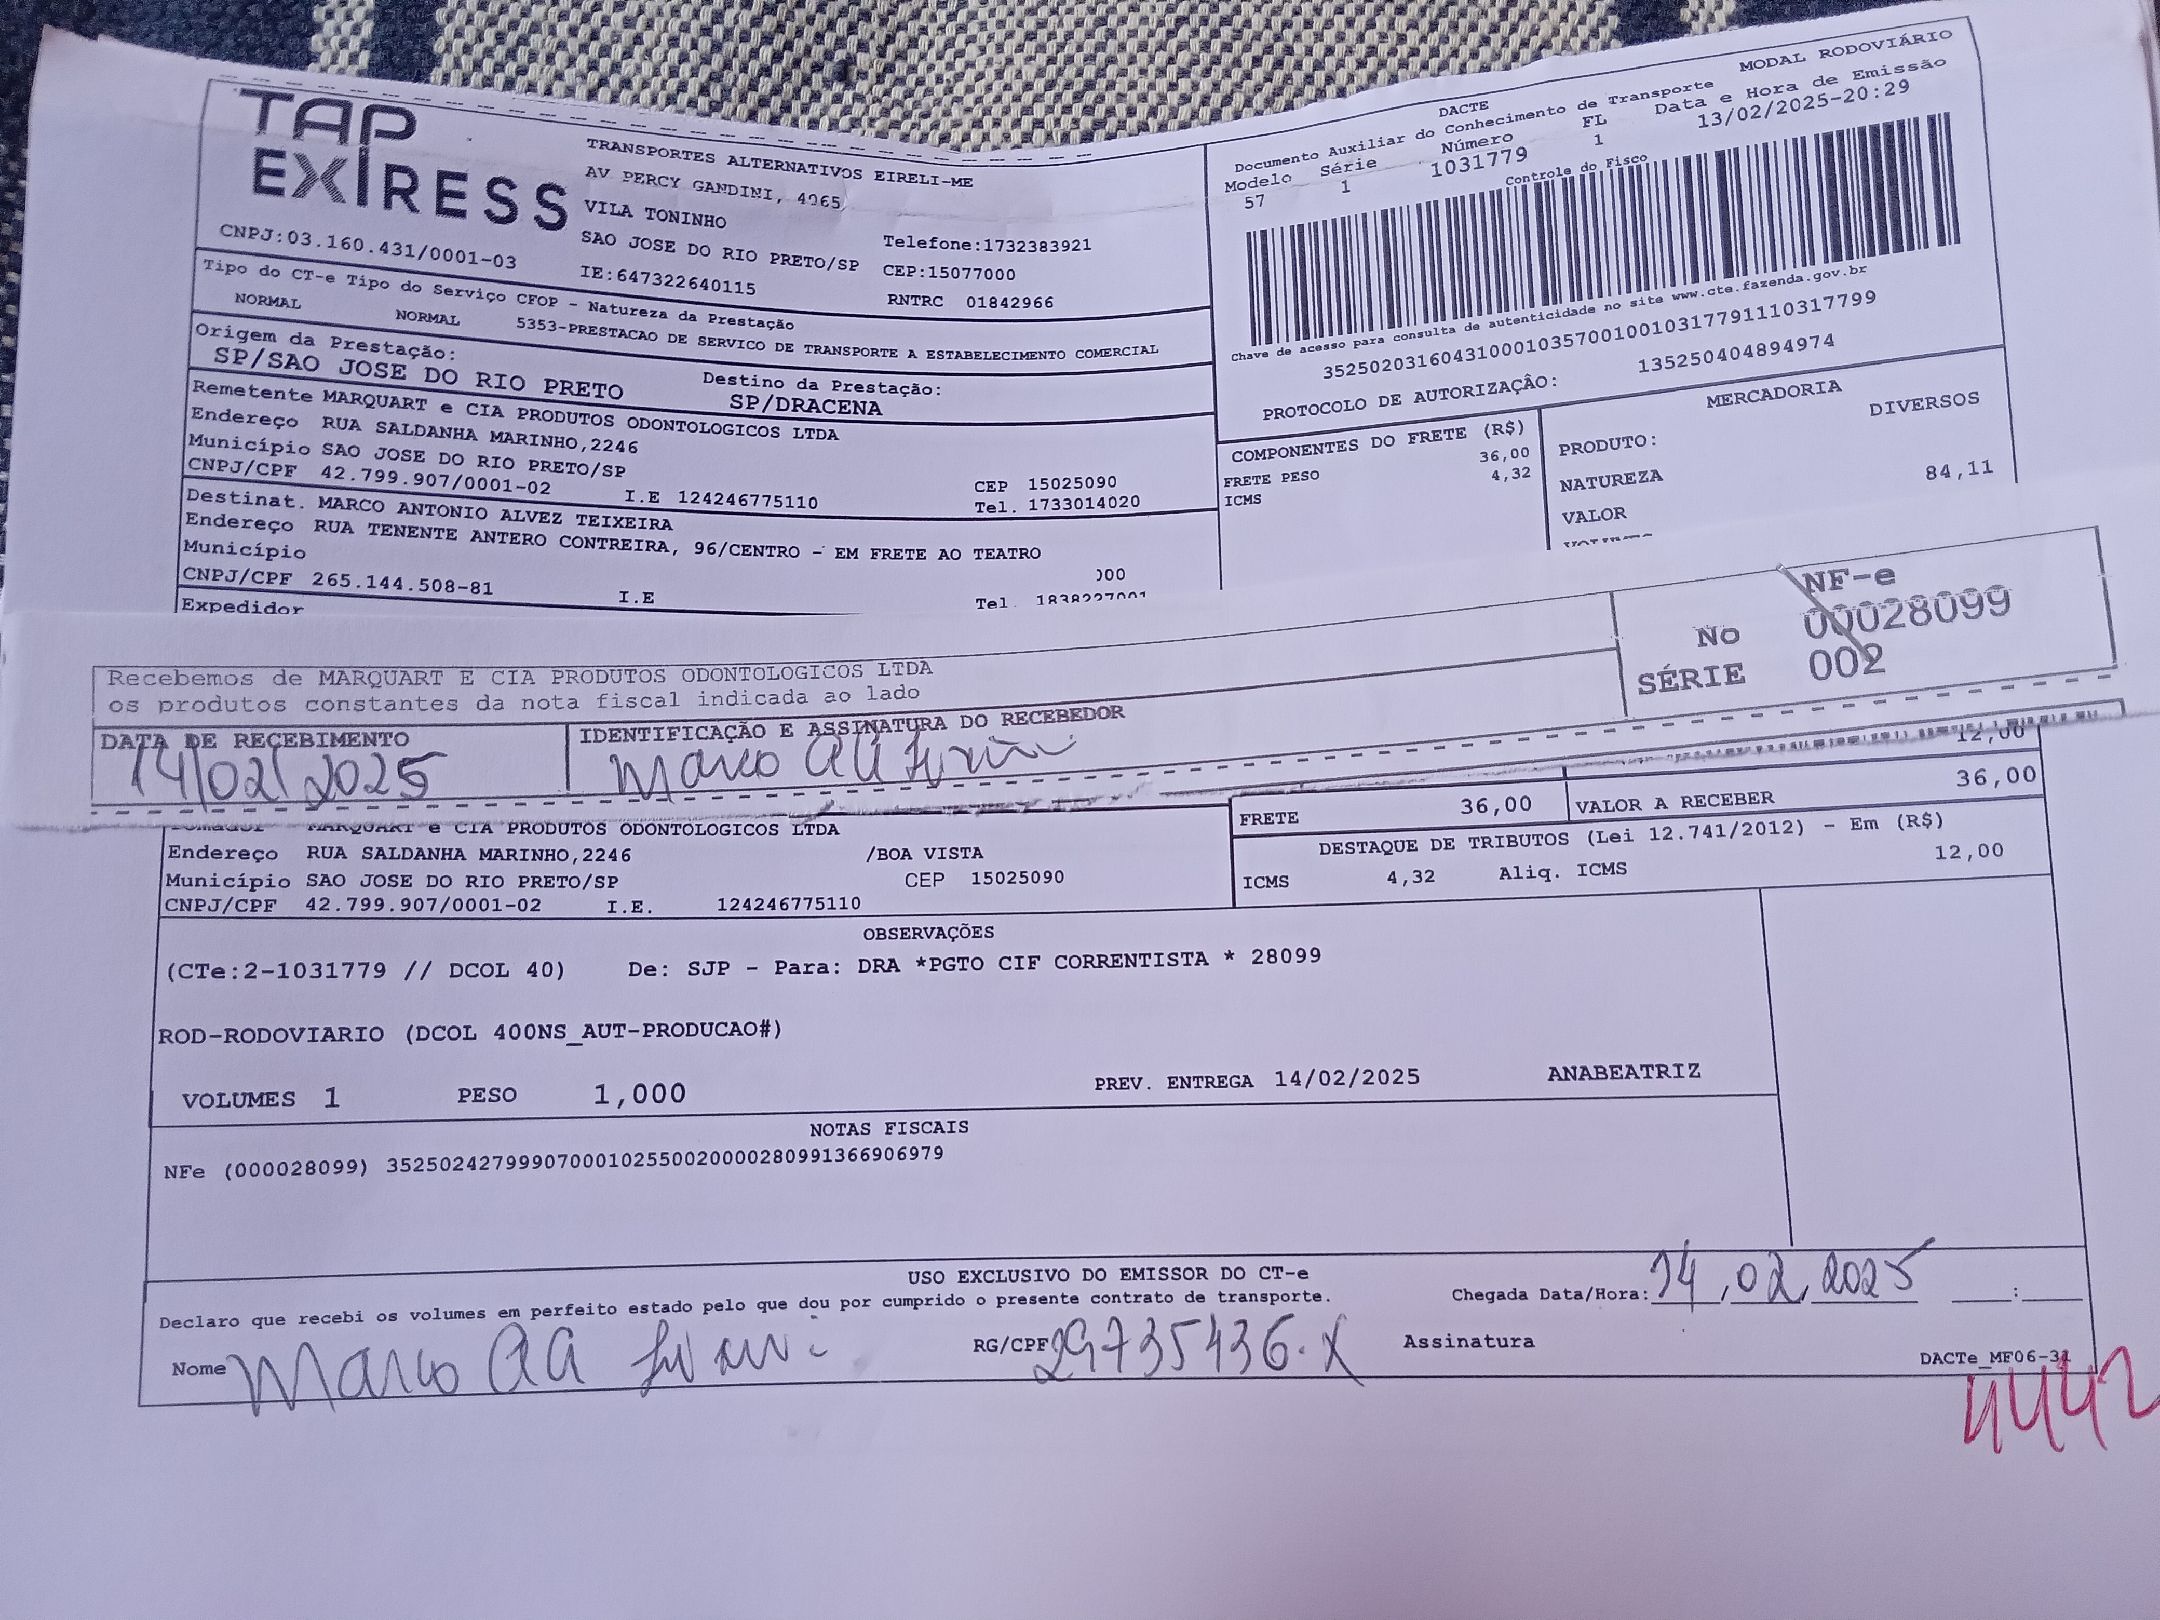 TAP
EXPRESS
TRANSPORTES ALTERNATIVOS EIRELI-ME
AV PERCY GANDINI, 4065
VILA TONINHO
SAO JOSE DO RIO PRETO/SP
Telefone:1732383921
CEP:15077000
CNPJ:03.160.431/0001-03
IE:647322640115
RNTRC 01842966
DACTE
MODAL RODOVIÁRIO
Documento Auxiliar do Conhecimento de Transporte
Modelo Série Número FL Data e Hora de Emissão
57 1 1031779 1 13/02/2025-20:29
Controle do Fisco
Chave de acesso para consulta de autenticidade no site www.cte.fazenda.gov.br
35250203160431000103570010010317791110317799
PROTOCOLO DE AUTORIZAÇÃO: 135250404894974
Tipo do CT-e Tipo do Serviço CFOP - Natureza da Prestação
NORMAL NORMAL 5353-PRESTACAO DE SERVICO DE TRANSPORTE A ESTABELECIMENTO COMERCIAL
Origem da Prestação:
SP/SAO JOSE DO RIO PRETO
Destino da Prestação:
SP/DRACENA
Remetente MARQUART e CIA PRODUTOS ODONTOLOGICOS LTDA
Endereço RUA SALDANHA MARINHO,2246
Município SAO JOSE DO RIO PRETO/SP
CEP 15025090
CNPJ/CPF 42.799.907/0001-02 I.E 124246775110 Tel. 1733014020
Destinat. MARCO ANTONIO ALVEZ TEIXEIRA
Endereço RUA TENENTE ANTERO CONTREIRA, 96/CENTRO - EM FRETE AO TEATRO
Município
CNPJ/CPF 265.144.508-81 I.E Tel. 1838227001
Expedidor
COMPONENTES DO FRETE (R$)
FRETE PESO 36,00
ICMS 4,32
MERCADORIA
PRODUTO: DIVERSOS
NATUREZA
VALOR 84,11
Recebemos de MARQUART E CIA PRODUTOS ODONTOLOGICOS LTDA
os produtos constantes da nota fiscal indicada ao lado
NF-e
No 00028099
SÉRIE 002
DATA DE RECEBIMENTO
14/02/2025
IDENTIFICAÇÃO E ASSINATURA DO RECEBEDOR
Marco
12,00
FRETE 36,00 VALOR A RECEBER 36,00
Tomador MARQUART e CIA PRODUTOS ODONTOLOGICOS LTDA
Endereço RUA SALDANHA MARINHO,2246 /BOA VISTA
Município SAO JOSE DO RIO PRETO/SP CEP 15025090
CNPJ/CPF 42.799.907/0001-02 I.E. 124246775110
DESTAQUE DE TRIBUTOS (Lei 12.741/2012) - Em (R$)
ICMS 4,32 Aliq. ICMS 12,00
OBSERVAÇÕES
(CTe:2-1031779 // DCOL 40) De: SJP - Para: DRA *PGTO CIF CORRENTISTA * 28099
ROD-RODOVIARIO (DCOL 400NS_AUT-PRODUCAO#)
VOLUMES 1 PESO 1,000 PREV. ENTREGA 14/02/2025 ANABEATRIZ
NOTAS FISCAIS
NFe (000028099) 35250242799907000102550020000280991366906979
USO EXCLUSIVO DO EMISSOR DO CT-e
Declaro que recebi os volumes em perfeito estado pelo que dou por cumprido o presente contrato de transporte.
Chegada Data/Hora: 14,02,2025 :
Nome Marco RG/CPF 29735436.X Assinatura
DACTe_MF06-31
4442